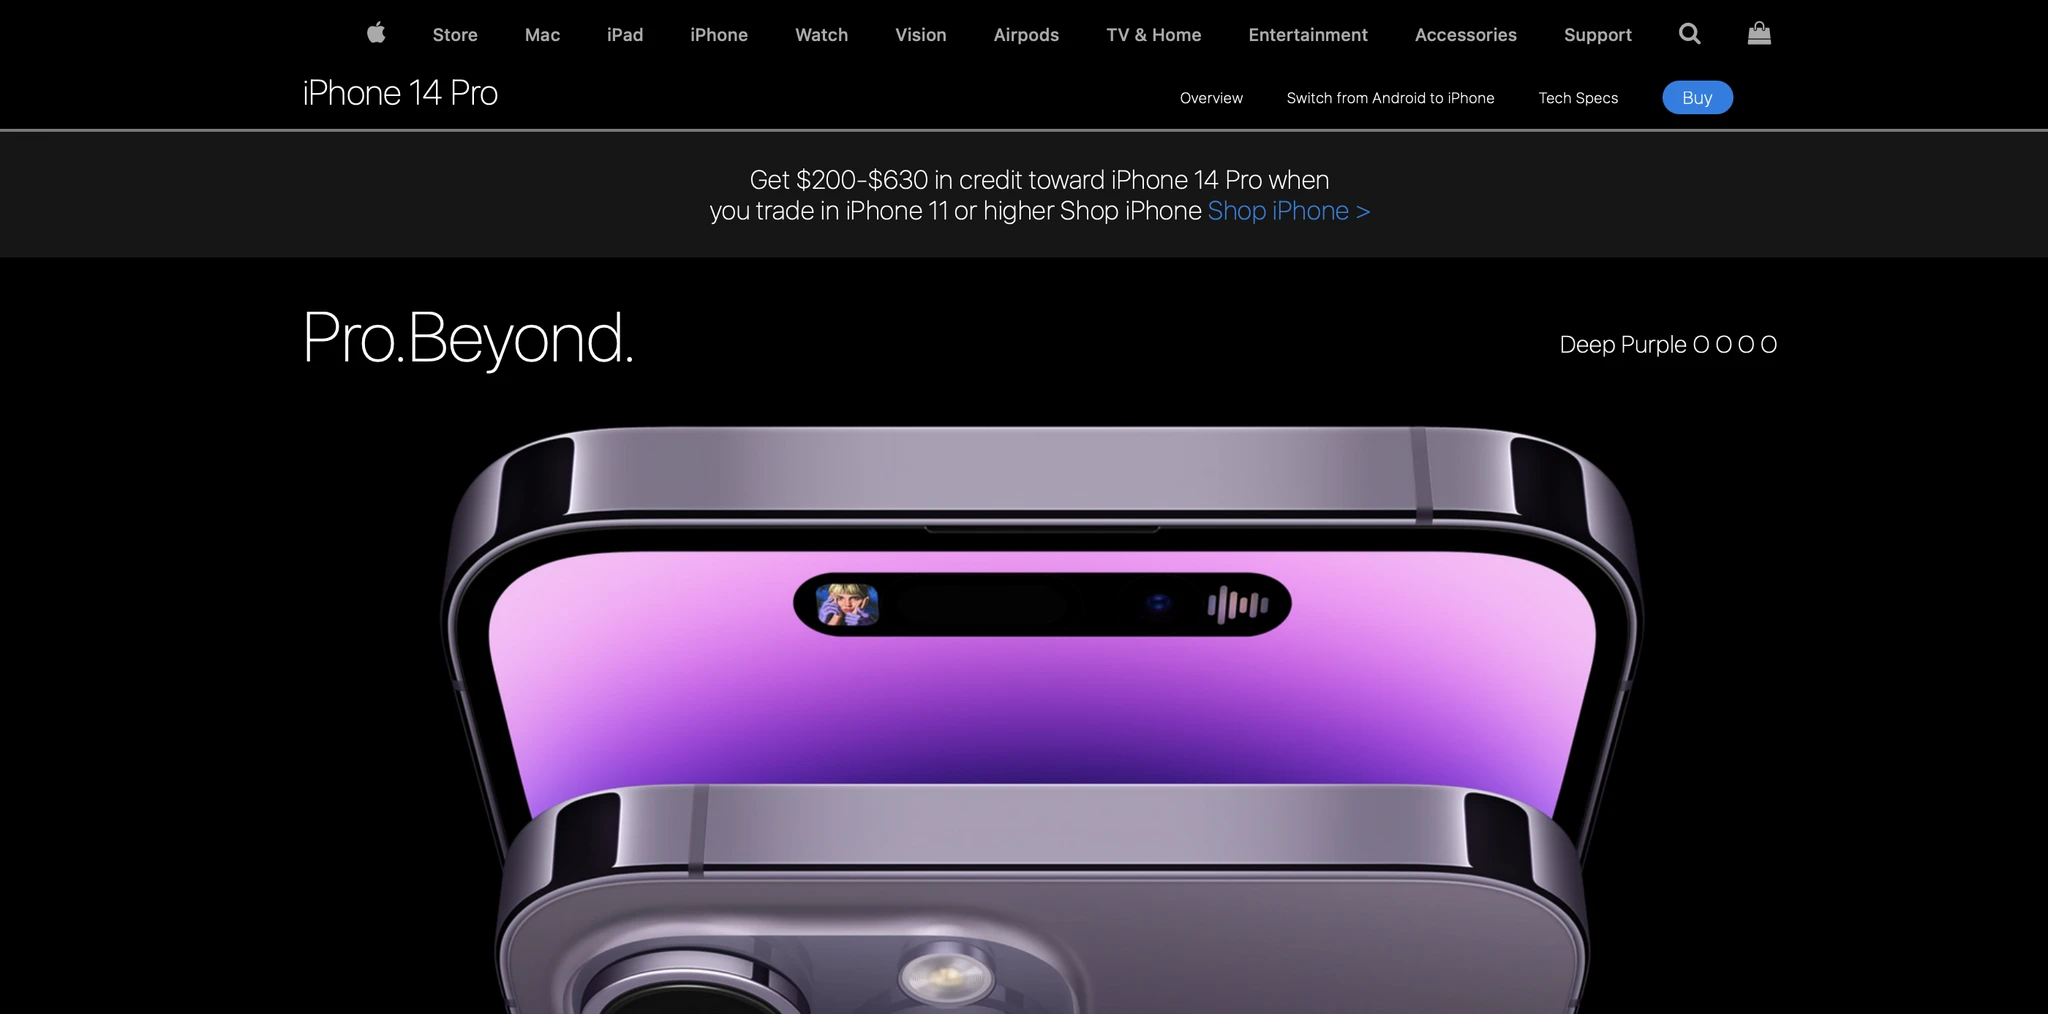 Store Mac iPad iPhone Watch Vision Airpods TV & Home Entertainment Accessories Support
iPhone 14 Pro
Overview Switch from Android to iPhone Tech Specs Buy
Get $200-$630 in credit toward iPhone 14 Pro when
you trade in iPhone 11 or higher Shop iPhone Shop iPhone >
Pro.Beyond.
Deep Purple O O O O